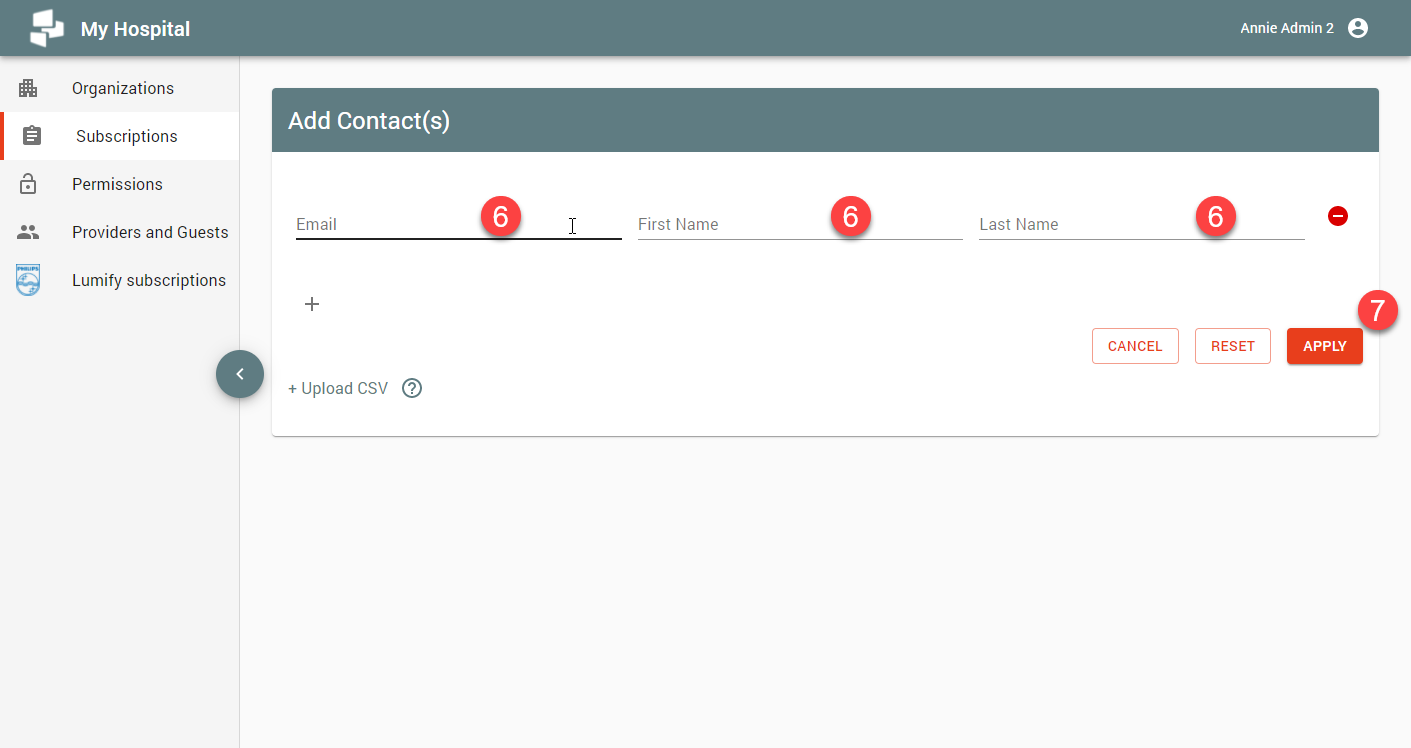 My Hospital
Annie Admin 2
Organizations
Subscriptions
Permissions
Providers and Guests
PHILIPS
Lumify subscriptions
Add Contact(s)
Email 6 First Name 6 Last Name 6
7
CANCEL RESET APPLY
+ Upload CSV ?